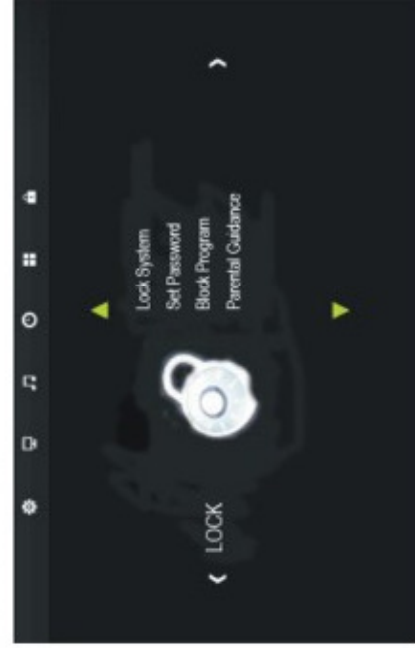 LOCK
Lock System
Set Password
Block Program
Parental Guidance